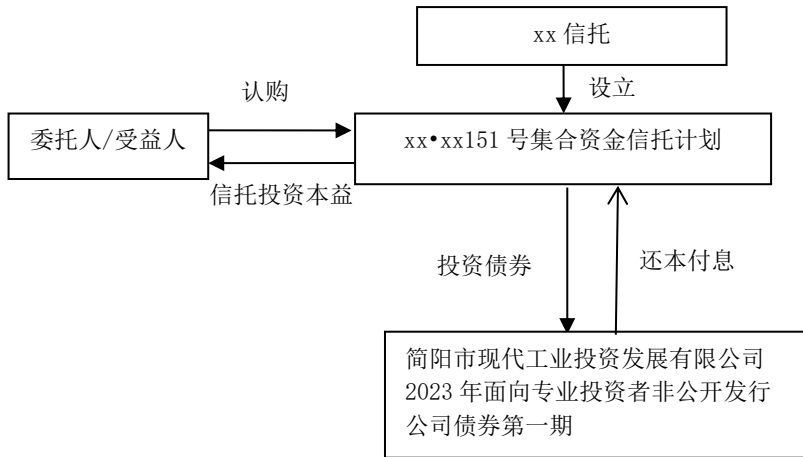 xx 信托
设立
认购
委托人/受益人
xx•xx151 号集合资金信托计划
信托投资本益
投资债券
还本付息
简阳市现代工业投资发展有限公司
2023 年面向专业投资者非公开发行
公司债券第一期